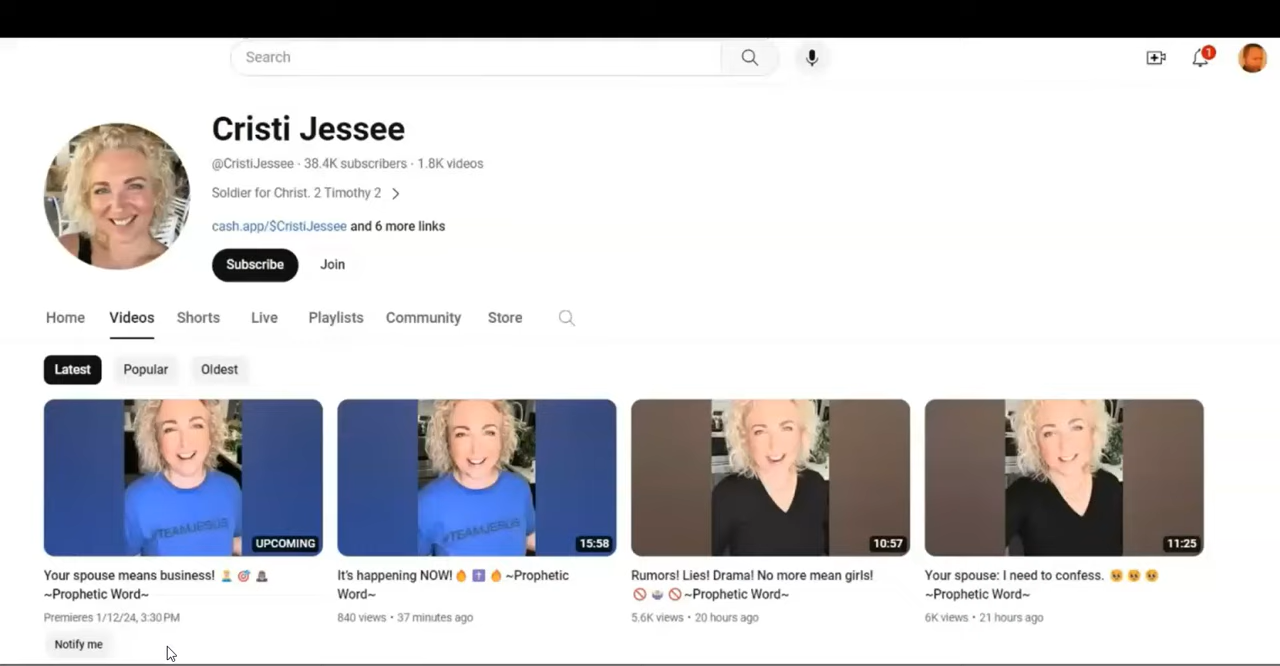 Search
1
Cristi Jessee
@CristiJessee · 38.4K subscribers · 1.8K videos
Soldier for Christ. 2 Timothy 2
cash.app/$CristiJessee and 6 more links
Subscribe Join
Home Videos Shorts Live Playlists Community Store
Latest Popular Oldest
#TEAMJESUS UPCOMING
#TEAMJESUS 15:58
10:57
11:25
Your spouse means business!
~Prophetic Word~
Premieres 1/12/24, 3:30 PM
Notify me
It's happening NOW!🔥 ✝️ 🔥 ~Prophetic
Word~
840 views • 37 minutes ago
Rumors! Lies! Drama! No more mean girls!
~Prophetic Word~
5.6K views • 20 hours ago
Your spouse: I need to confess.
~Prophetic Word~
6K views • 21 hours ago